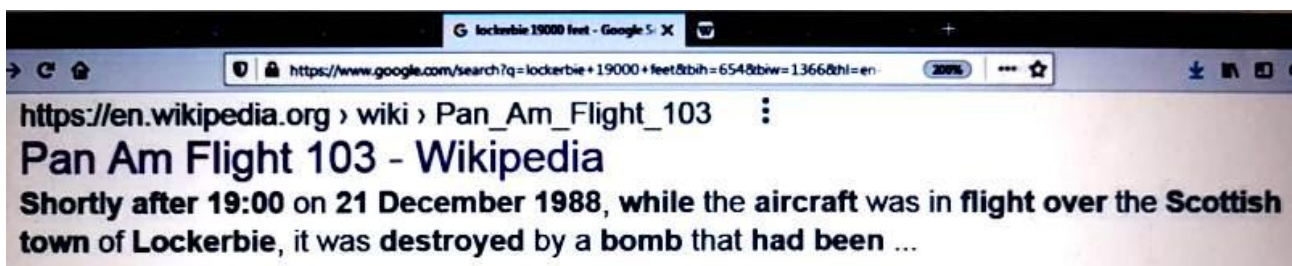 lockerbie 19000 feet - Google S
https://www.google.com/search?q=lockerbie+19000+feet&bih=654&biw=1366&hl=en-
200%
https://en.wikipedia.org › wiki › Pan_Am_Flight_103
Pan Am Flight 103 - Wikipedia
Shortly after 19:00 on 21 December 1988, while the aircraft was in flight over the Scottish
town of Lockerbie, it was destroyed by a bomb that had been ...